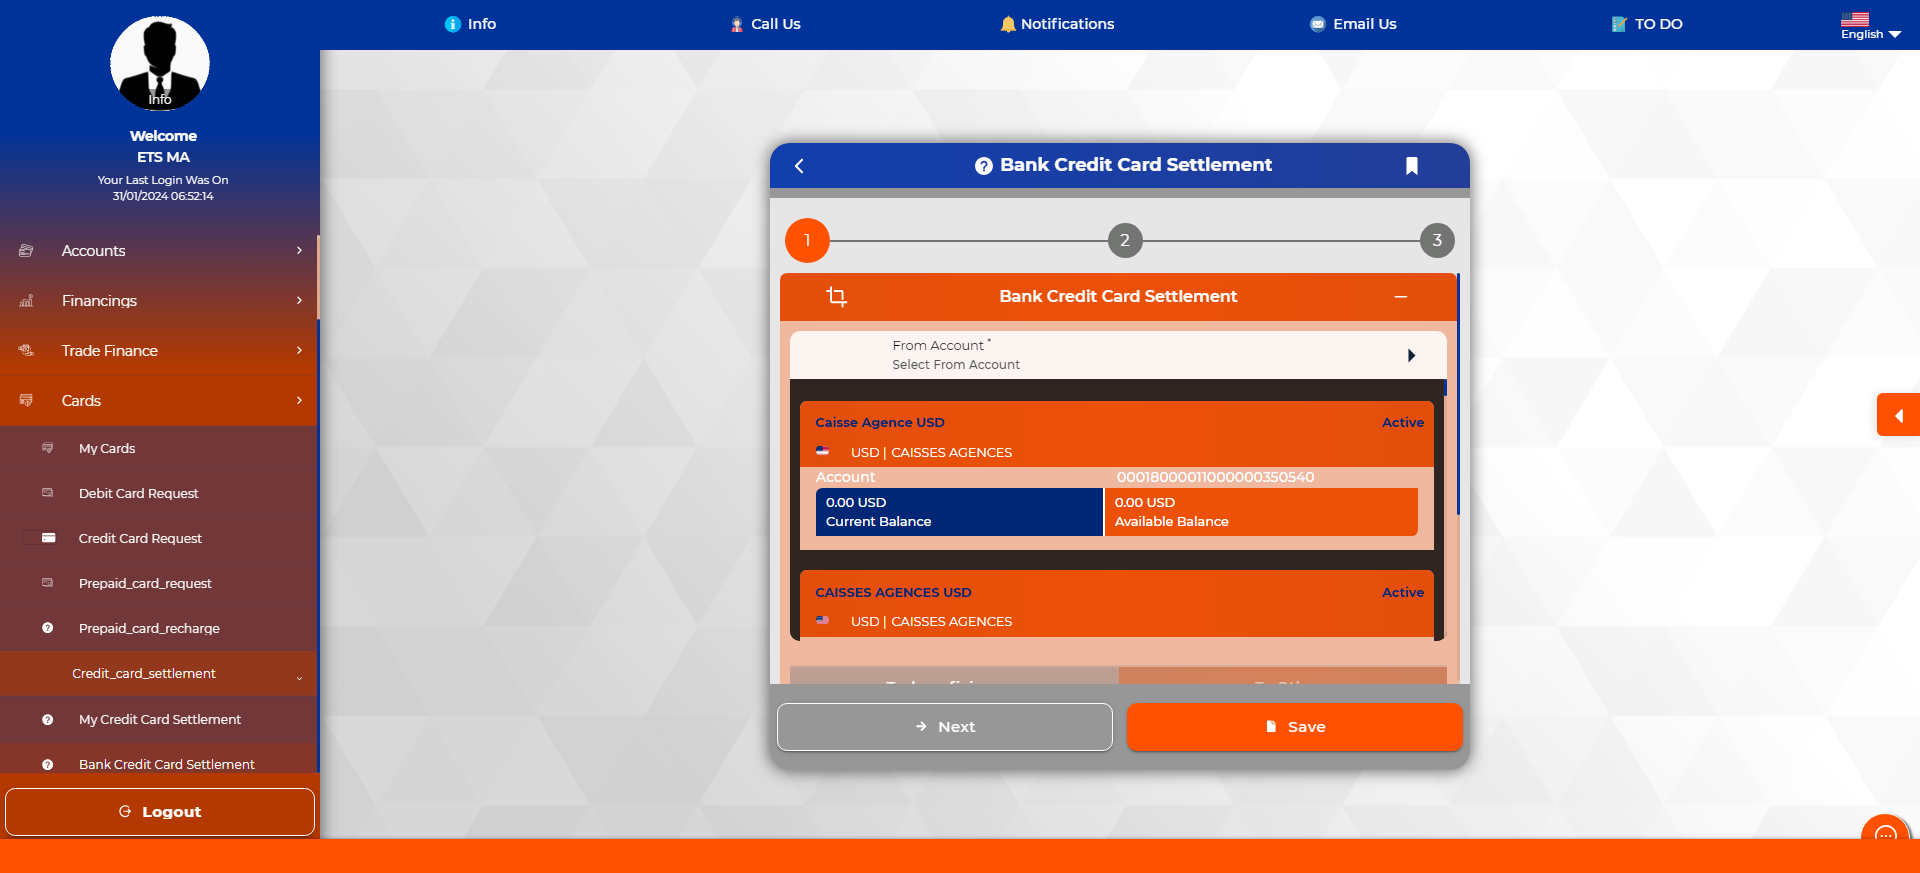 Info
Call Us
Notifications
Email Us
TO DO
English
Info
Welcome
ETS MA
Your Last Login Was On
31/01/2024 06:52:14
Accounts
Financings
Trade Finance
Cards
My Cards
Debit Card Request
Credit Card Request
Prepaid_card_request
Prepaid_card_recharge
Credit_card_settlement
My Credit Card Settlement
Bank Credit Card Settlement
Logout
Bank Credit Card Settlement
1
2
3
Bank Credit Card Settlement
From Account *
Select From Account
Caisse Agence USD
Active
USD | CAISSES AGENCES
Account
00018000011000000350540
0.00 USD
Current Balance
0.00 USD
Available Balance
CAISSES AGENCES USD
Active
USD | CAISSES AGENCES
Next
Save